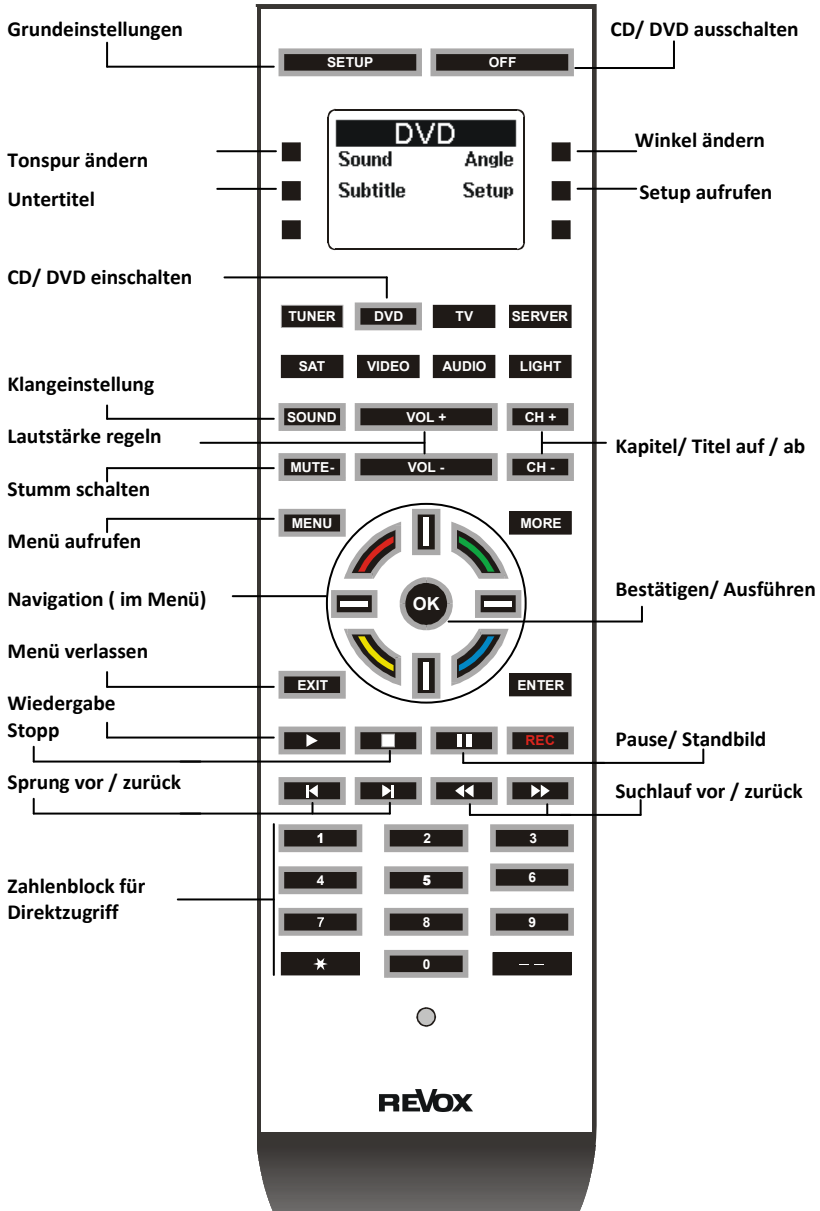 Grundeinstellungen
CD/ DVD ausschalten
SETUP
OFF
DVD
Sound
Angle
Subtitle
Setup
Tonspur ändern
Winkel ändern
Untertitel
Setup aufrufen
CD/ DVD einschalten
TUNER
DVD
TV
SERVER
SAT
VIDEO
AUDIO
LIGHT
Klangeinstellung
SOUND
VOL +
CH +
Lautstärke regeln
Kapitel/ Titel auf / ab
MUTE-
VOL -
CH -
Stumm schalten
MENU
MORE
Menü aufrufen
Navigation ( im Menü)
OK
Bestätigen/ Ausführen
Menü verlassen
EXIT
ENTER
Wiedergabe
Stopp
REC
Pause/ Standbild
Sprung vor / zurück
Suchlauf vor / zurück
1
2
3
4
5
6
Zahlenblock für
Direktzugriff
7
8
9
*
0
– –
REVOX